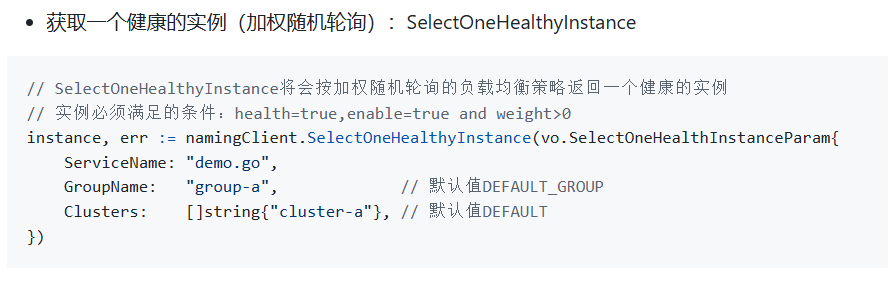 • 获取一个健康的实例（加权随机轮询）：SelectOneHealthyInstance
// SelectOneHealthyInstance将会按加权随机轮询的负载均衡策略返回一个健康的实例
// 实例必须满足的条件：health=true,enable=true and weight>0
instance, err := namingClient.SelectOneHealthyInstance(vo.SelectOneHealthInstanceParam{
    ServiceName: "demo.go",
    GroupName:   "group-a",             // 默认值DEFAULT_GROUP
    Clusters:    []string{"cluster-a"}, // 默认值DEFAULT
})